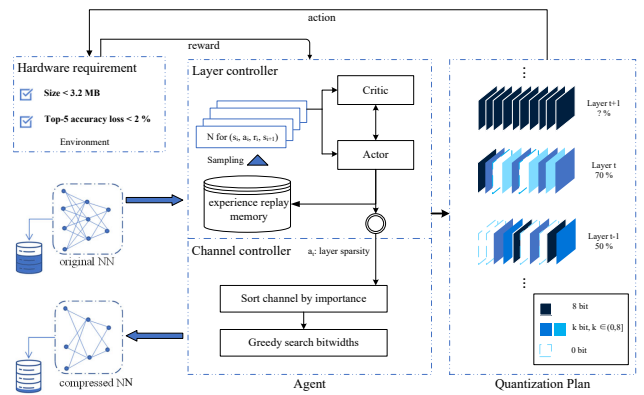 action
reward
Hardware requirement
Size < 3.2 MB
Top-5 accuracy loss < 2 %
Environment
Layer controller
Critic
N for (sᵢ, aᵢ, rᵢ, sᵢ₊₁)
Actor
Sampling
experience replay
memory
original NN
Channel controller
aₜ: layer sparsity
Sort channel by importance
Greedy search bitwidths
compressed NN
Agent
⋮
Layer t+1
? %
Layer t
70 %
Layer t-1
50 %
⋮
8 bit
k bit, k ∈(0,8]
0 bit
Quantization Plan